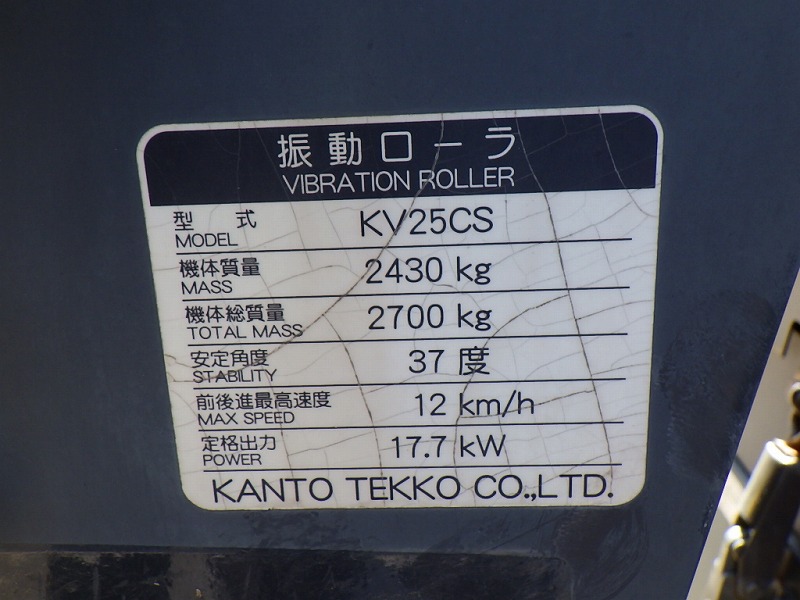 振動ローラ
VIBRATION ROLLER
型式 KV25CS
MODEL
機体質量 2430 kg
MASS
機体総質量 2700 kg
TOTAL MASS
安定角度 37 度
STABILITY
前後進最高速度 12 km/h
MAX SPEED
定格出力 17.7 kW
POWER
KANTO TEKKO CO.,LTD.